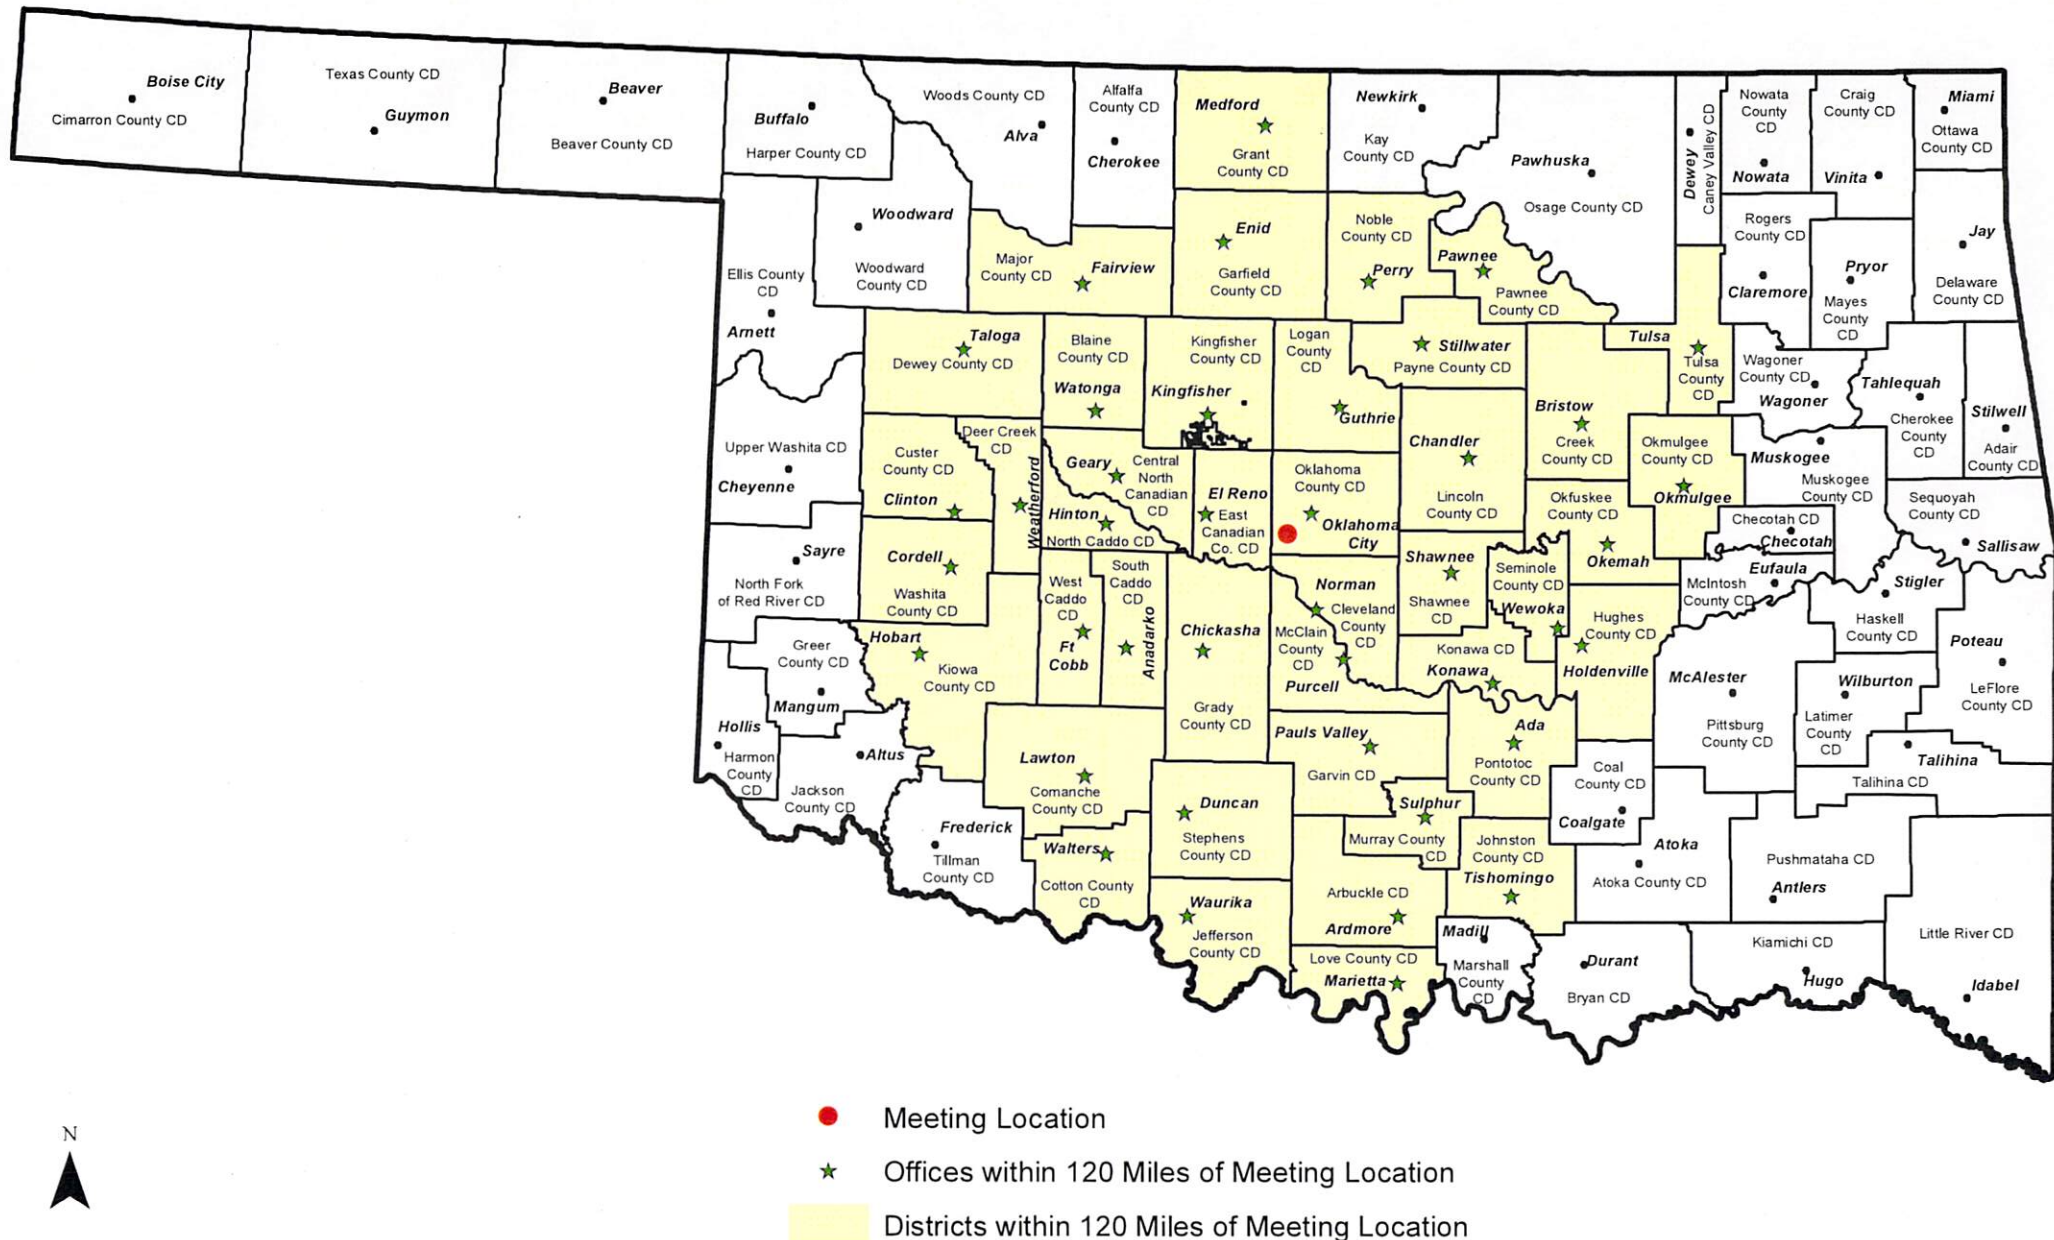 Boise City
Cimarron County CD
Texas County CD
Guymon
Beaver
Beaver County CD
Buffalo
Harper County CD
Woods County CD
Alva
Alfalfa
County CD
Cherokee
Medford
Grant
County CD
Newkirk
Kay
County CD
Pawhuska
Osage County CD
Dewey
Caney Valley CD
Nowata
County
CD
Nowata
Craig
County CD
Vinita
Miami
Ottawa
County CD
Woodward
Woodward
County CD
Ellis County
CD
Arnett
Major
County CD
Fairview
Enid
Garfield
County CD
Noble
County CD
Perry
Pawnee
Pawnee
County CD
Rogers
County CD
Claremore
Pryor
Mayes
County
CD
Jay
Delaware
County CD
Taloga
Dewey County CD
Blaine
County CD
Watonga
Kingfisher
County CD
Kingfisher
Logan
County
CD
Guthrie
Stillwater
Payne County CD
Tulsa
Tulsa
County
CD
Wagoner
County CD
Wagoner
Tahlequah
Cherokee
County
CD
Stilwell
Adair
County CD
Upper Washita CD
Cheyenne
Custer
County CD
Clinton
Deer Creek
CD
Weatherford
Geary
Central
North
Canadian
CD
Hinton
North Caddo CD
El Reno
East
Canadian
Co. CD
Oklahoma
County CD
Oklahoma
City
Chandler
Lincoln
County CD
Bristow
Creek
County CD
Okmulgee
County CD
Okmulgee
Muskogee
Muskogee
County CD
Sequoyah
County CD
Sallisaw
Sayre
North Fork
of Red River CD
Cordell
Washita
County CD
West
Caddo
CD
Ft
Cobb
South
Caddo
CD
Anadarko
Shawnee
Shawnee
CD
Seminole
County CD
Wewoka
Okfuskee
County CD
Okemah
Checotah CD
Checotah
Eufaula
McIntosh
County CD
Stigler
Haskell
County CD
Greer
County CD
Mangum
Hobart
Kiowa
County CD
Chickasha
Grady
County CD
Norman
Cleveland
County
CD
McClain
County
CD
Purcell
Konawa CD
Konawa
Hughes
County CD
Holdenville
McAlester
Pittsburg
County CD
Wilburton
Latimer
County
CD
Poteau
LeFlore
County CD
Hollis
Harmon
County
CD
Altus
Jackson
County CD
Lawton
Comanche
County CD
Pauls Valley
Garvin CD
Ada
Pontotoc
County CD
Coal
County CD
Coalgate
Talihina
Talihina CD
Frederick
Tillman
County CD
Walters
Cotton County
CD
Duncan
Stephens
County CD
Sulphur
Murray County
CD
Johnston
County CD
Tishomingo
Atoka
Atoka County CD
Pushmataha CD
Antlers
Waurika
Jefferson
County CD
Arbuckle CD
Ardmore
Love County CD
Marietta
Madill
Marshall
County
CD
Durant
Bryan CD
Kiamichi CD
Hugo
Little River CD
Idabel
N
Meeting Location
Offices within 120 Miles of Meeting Location
Districts within 120 Miles of Meeting Location